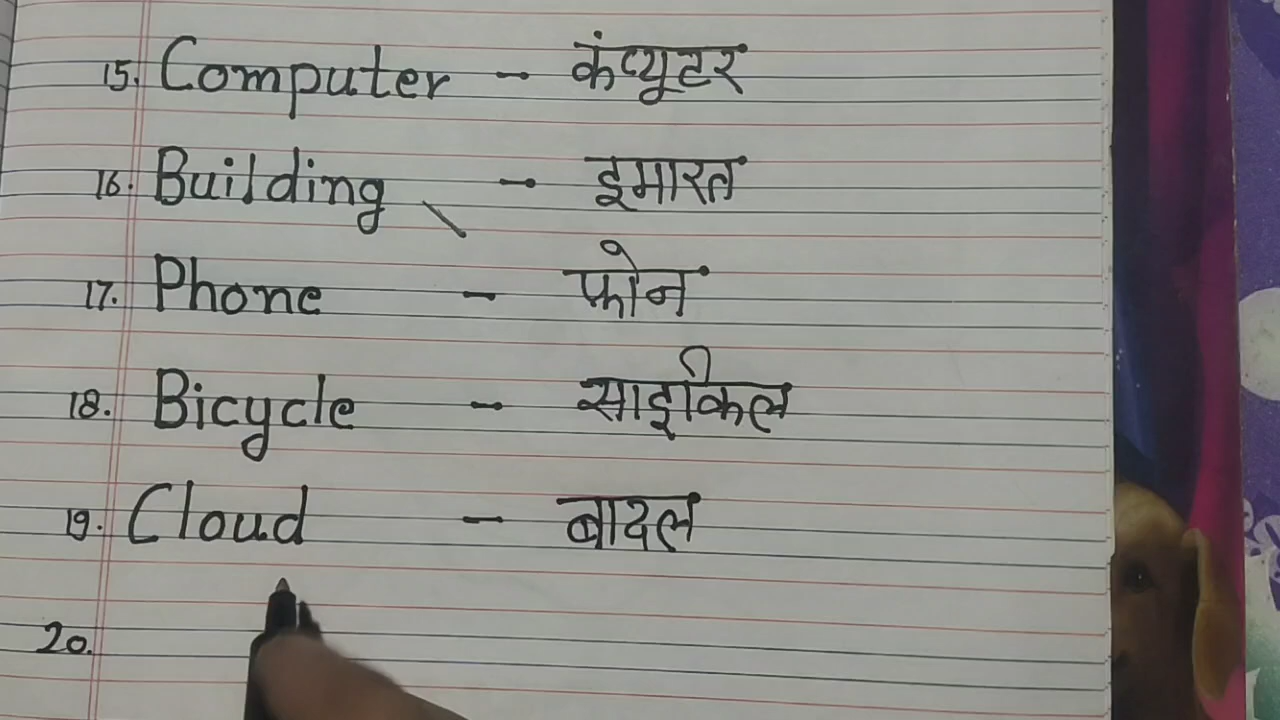 15. Computer - कंप्यूटर
16. Building - इमारत
17. Phone - फोन
18. Bicycle - साइकिल
19. Cloud - बादल
20.